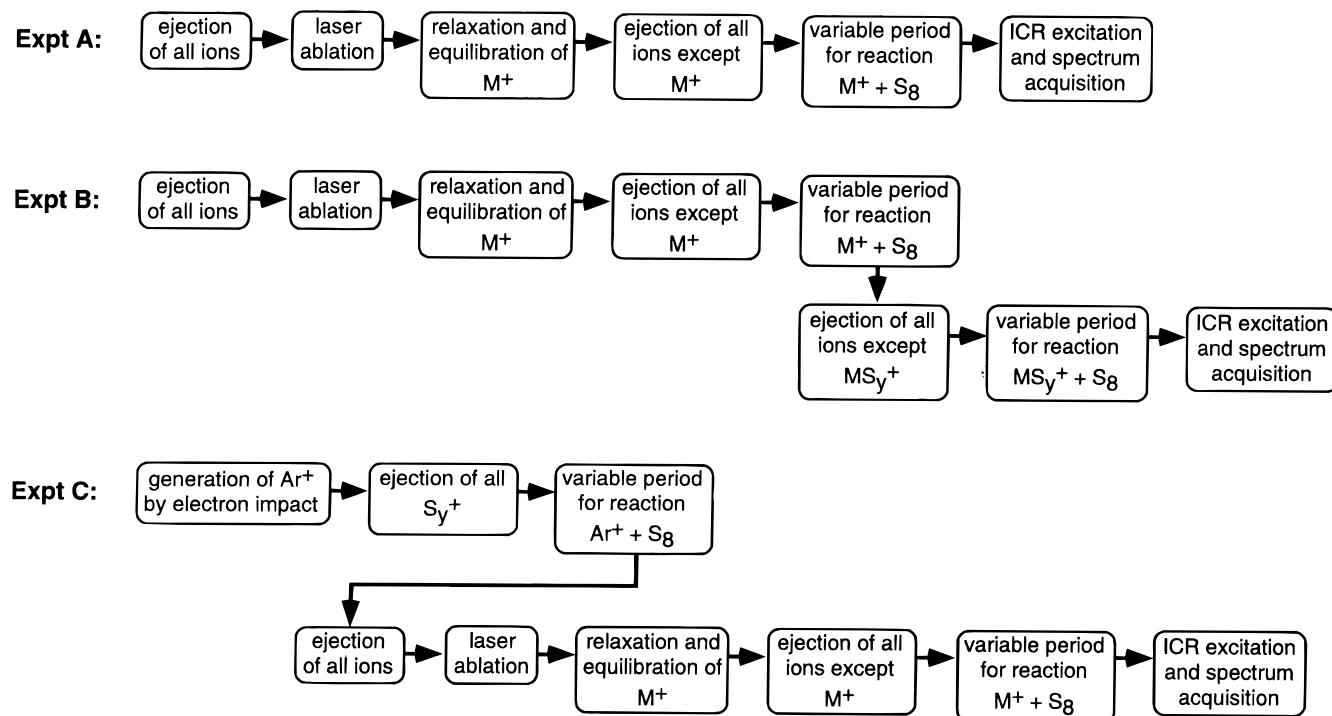 Expt A:
ejection
of all ions
laser
ablation
relaxation and
equilibration of
M+
ejection of all
ions except
M+
variable period
for reaction
M+ + S8
ICR excitation
and spectrum
acquisition
Expt B:
ejection
of all ions
laser
ablation
relaxation and
equilibration of
M+
ejection of all
ions except
M+
variable period
for reaction
M+ + S8
ejection of all
ions except
MSy+
variable period
for reaction
MSy+ + S8
ICR excitation
and spectrum
acquisition
Expt C:
generation of Ar+
by electron impact
ejection of all
Sy+
variable period
for reaction
Ar+ + S8
ejection
of all ions
laser
ablation
relaxation and
equilibration of
M+
ejection of all
ions except
M+
variable period
for reaction
M+ + S8
ICR excitation
and spectrum
acquisition